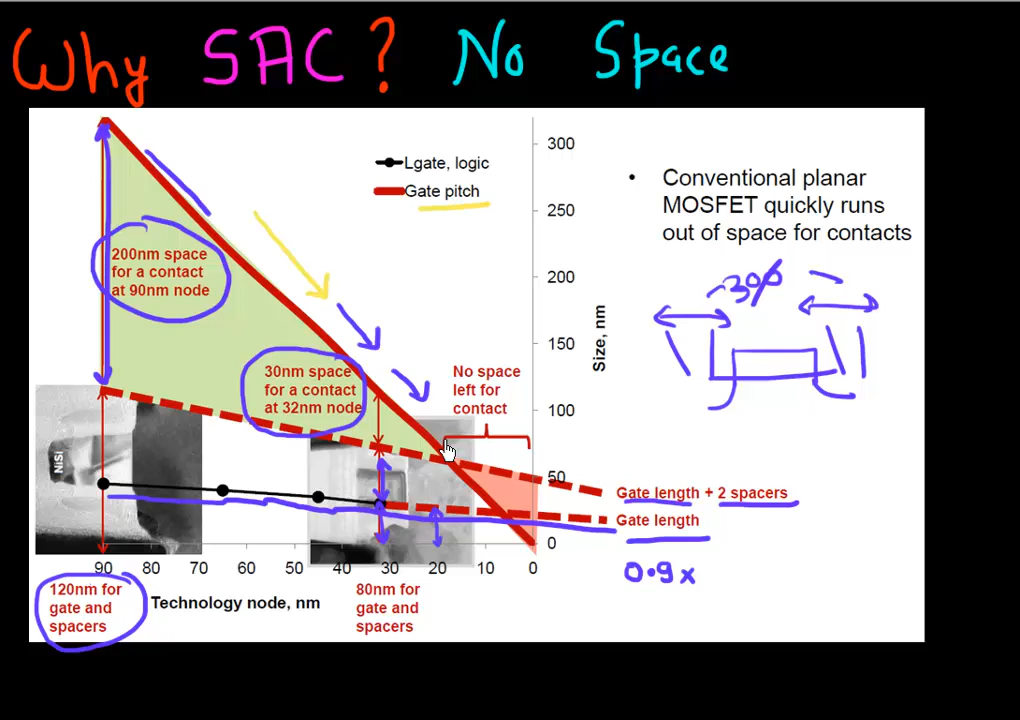 Why SAC? No Space
300
250
200
150
100
50
0
Size, nm
Lgate, logic
Gate pitch
200nm space
for a contact
at 90nm node
30nm space
for a contact
at 32nm node
No space
left for
contact
NiSi
Gate length + 2 spacers
Gate length
0.9x
90 80 70 60 50 40 30 20 10 0
Technology node, nm
120nm for
gate and
spacers
80nm for
gate and
spacers
• Conventional planar
MOSFET quickly runs
out of space for contacts